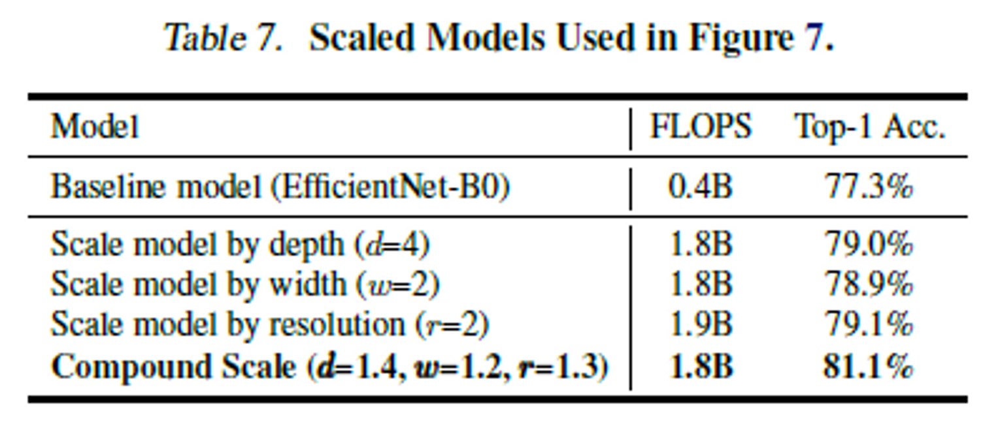 Table 7. Scaled Models Used in Figure 7.
Model FLOPS Top-1 Acc.
Baseline model (EfficientNet-B0) 0.4B 77.3%
Scale model by depth (d=4) 1.8B 79.0%
Scale model by width (w=2) 1.8B 78.9%
Scale model by resolution (r=2) 1.9B 79.1%
Compound Scale (d=1.4, w=1.2, r=1.3) 1.8B 81.1%